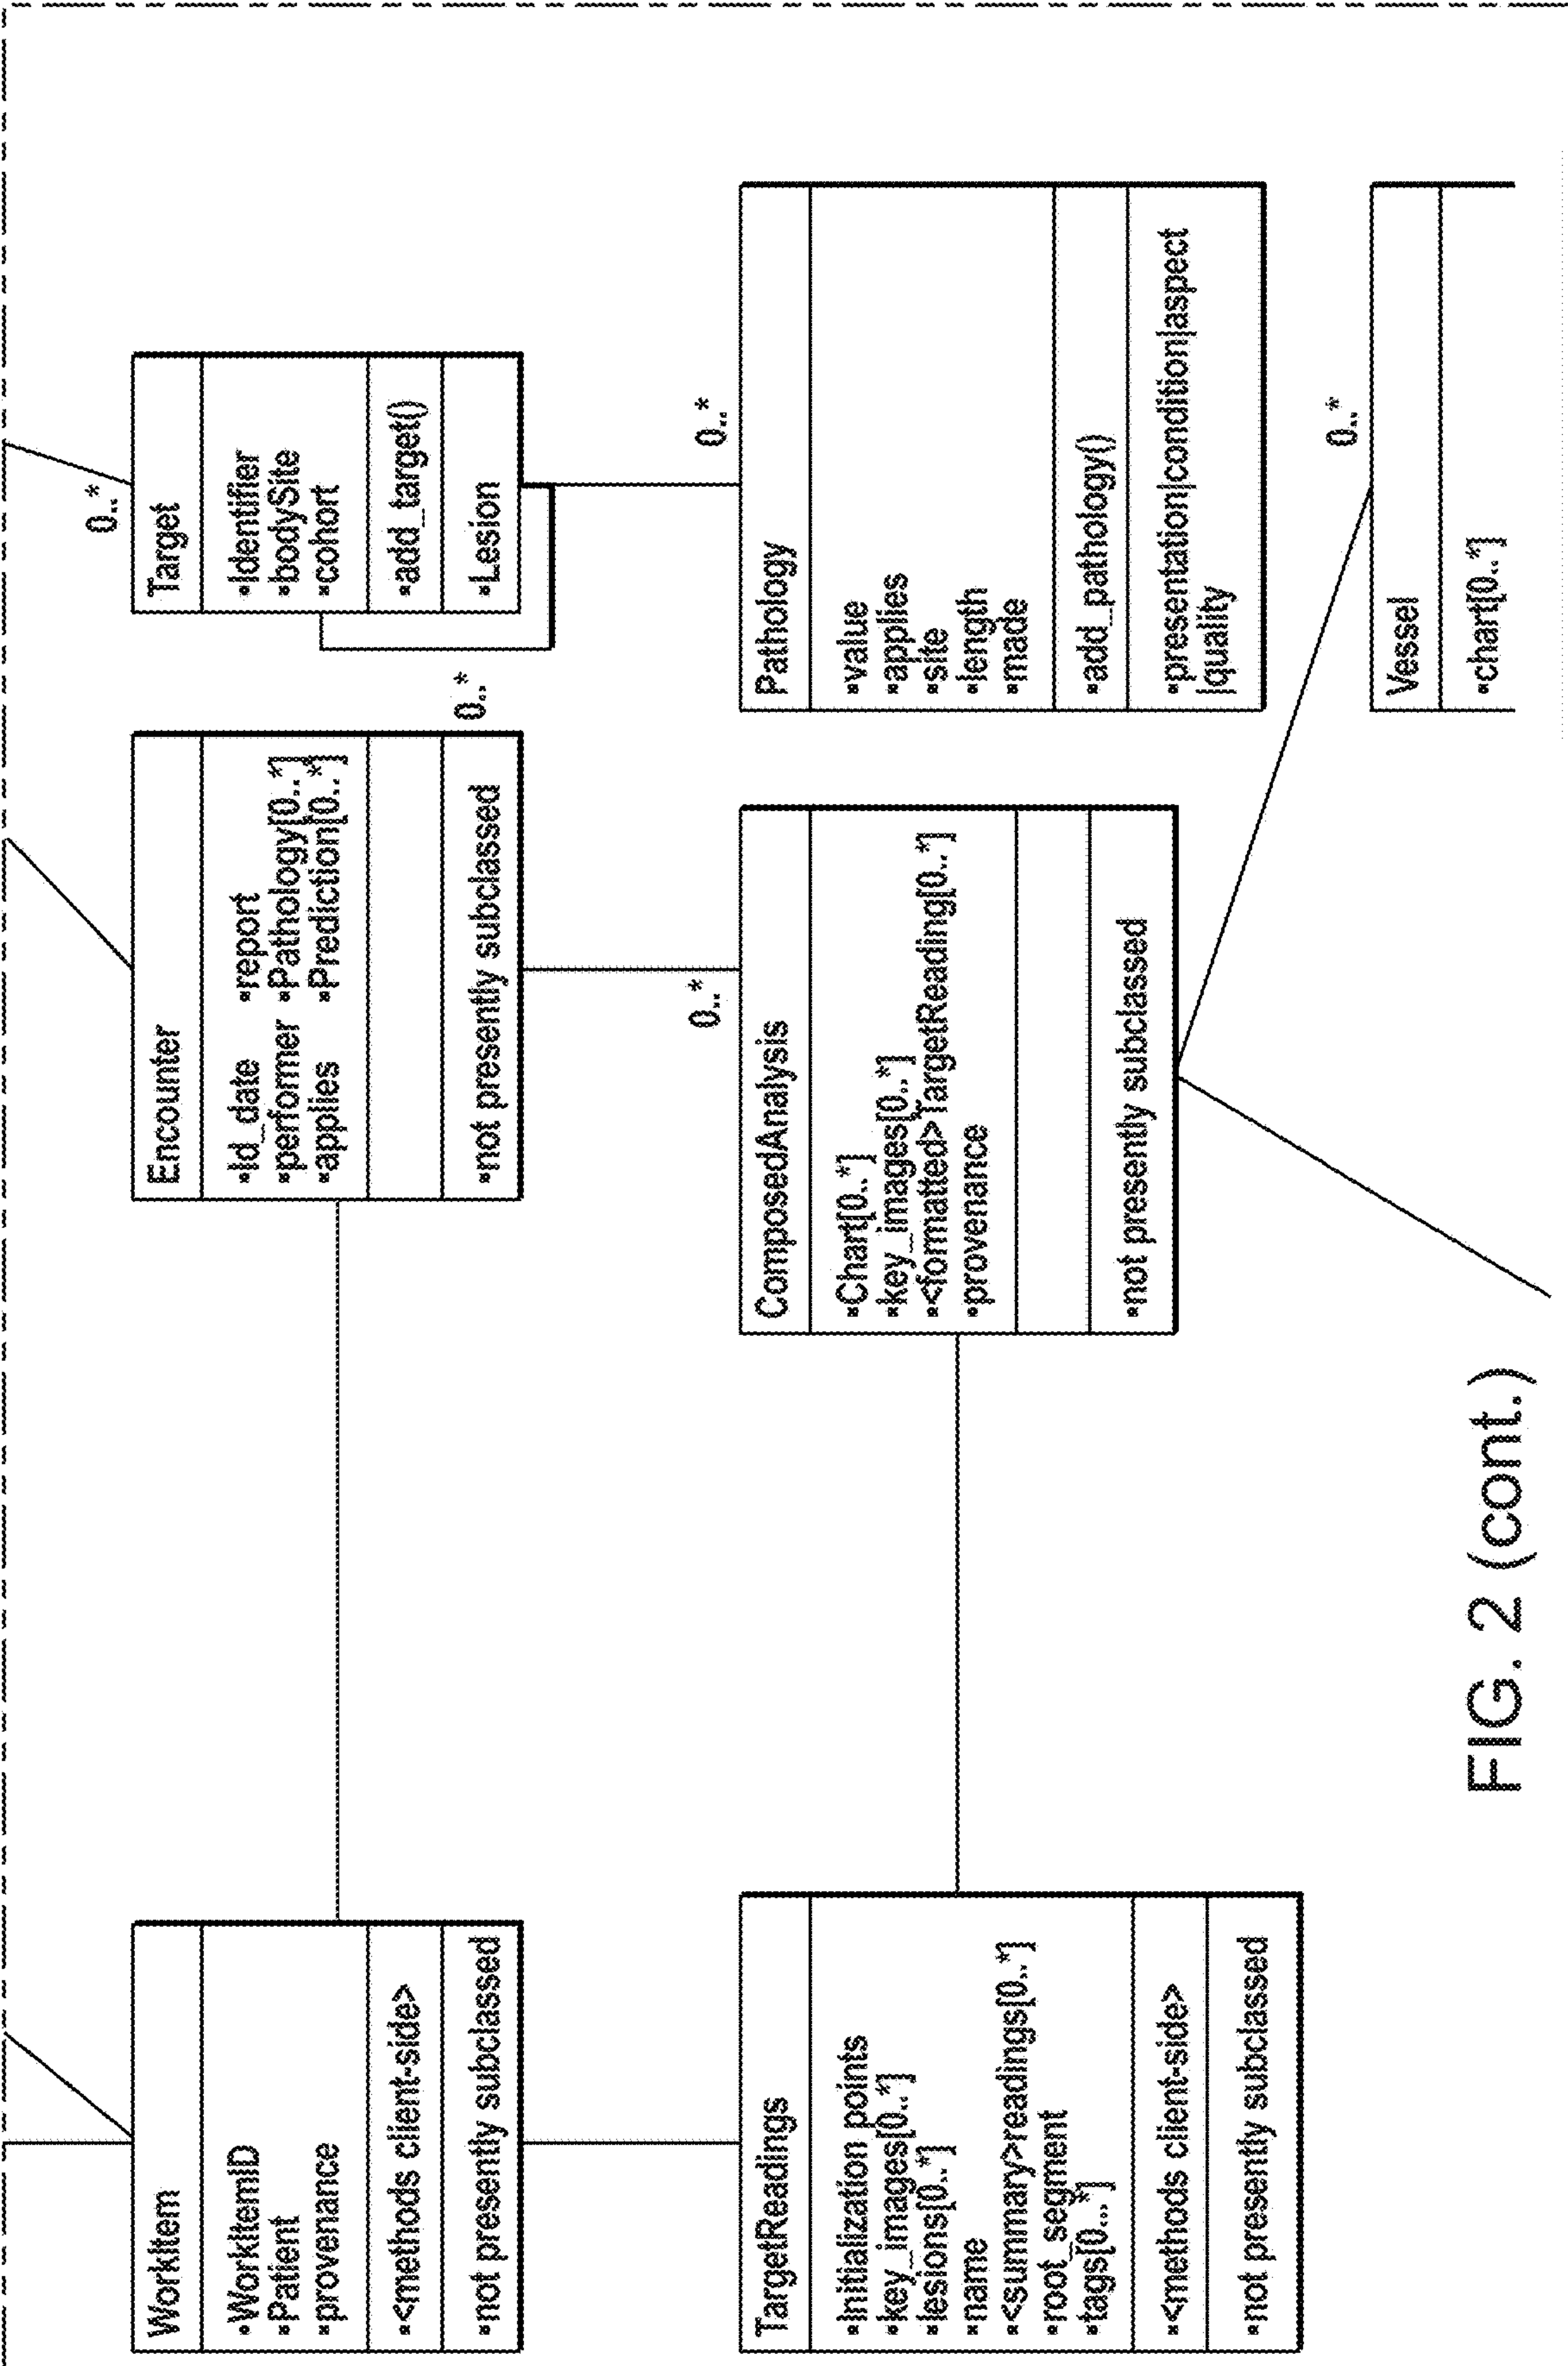 WorkItem
▪WorkItemID
▪Patient
▪provenance
▪<methods client-side>
▪not presently subclassed
Encounter
▪Id_date ▪report
▪performer ▪Pathology[0..*]
▪applies ▪Prediction[0..*]
▪not presently subclassed
0..*
Target
▪Identifier
▪bodySite
▪cohort
▪add_target()
▪Lesion
0..*
TargetReadings
▪Initialization points
▪key_images[0..*]
▪lesions[0..*]
▪name
▪<summary>readings[0..*]
▪root_segment
▪tags[0..*]
▪<methods client-side>
▪not presently subclassed
0..*
ComposedAnalysis
▪Chart[0..*]
▪key_images[0..*]
▪<formatted>TargetReading[0..*]
▪provenance
▪not presently subclassed
0..*
Pathology
▪value
▪applies
▪site
▪length
▪made
▪add_pathology()
▪presentation|condition|aspect
|quality
0..*
Vessel
▪chart[0..*]
FIG. 2 (cont.)